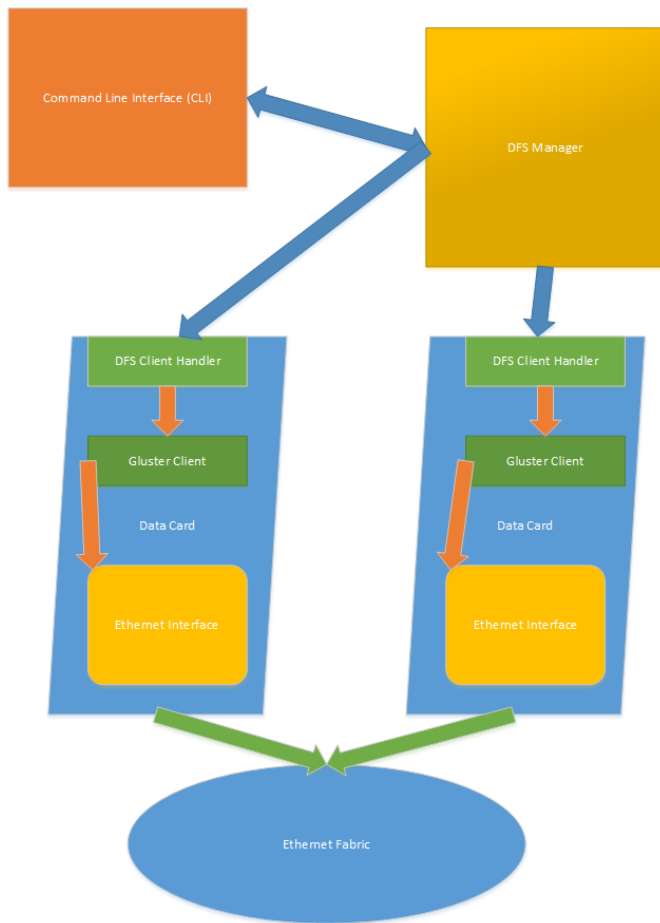 Command Line Interface (CLI)
DFS Manager
DFS Client Handler
DFS Client Handler
Gluster Client
Gluster Client
Data Card
Data Card
Ethernet Interface
Ethernet Interface
Ethernet Fabric